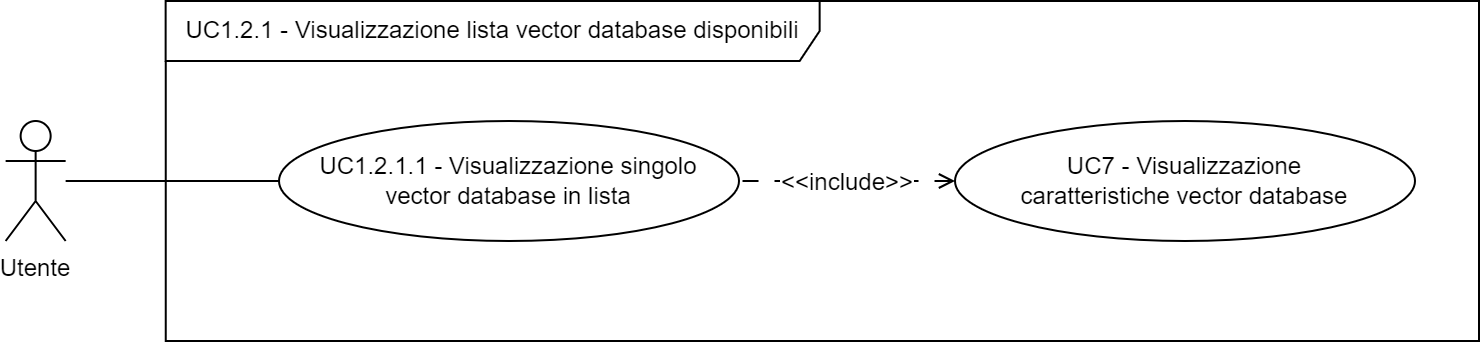 UC1.2.1 - Visualizzazione lista vector database disponibili
UC1.2.1.1 - Visualizzazione singolo
vector database in lista
<<include>>
UC7 - Visualizzazione
caratteristiche vector database
Utente